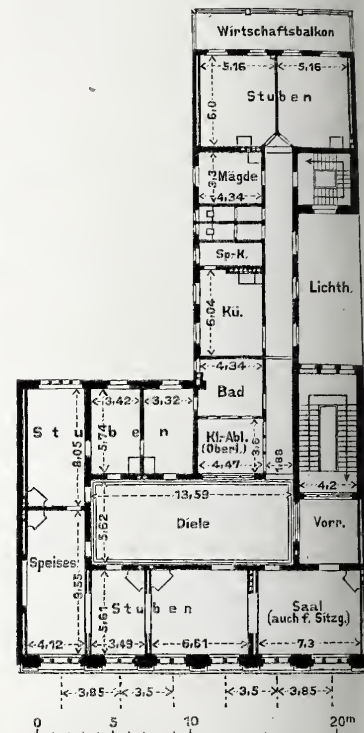 Wirtschaftsbalkon
5,16 5,16
Stuben
6,0
Mägde
3,3
4,34
Sp.-K.
Lichth.
Kü.
6,04
4,34
Bad
3,42 3,32
Stuben
5,74
8,05
Kl.-Abl.
(Oberl.)
3,6
4,47
1,88
4,2
13,59
5,62
Diele
Vorr.
Speises.
9,55
Stuben
5,61
Saal
(auch f. Sitzg.)
4,12 3,49 6,61 7,3
3,85 3,5 3,5 3,85
0 5 10 20m